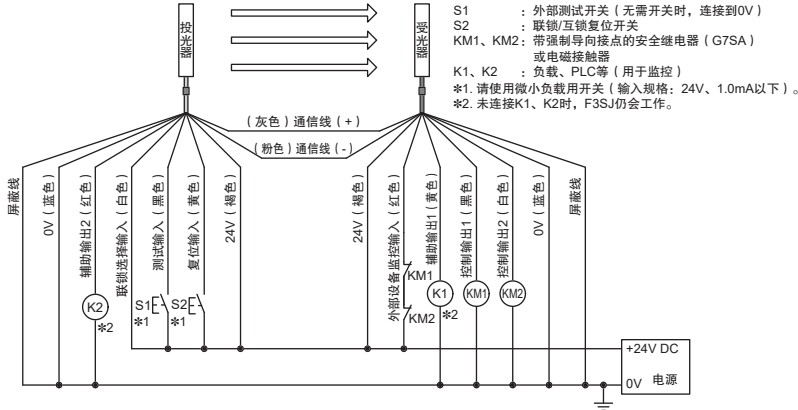 S1 ：外部测试开关（无需开关时，连接到0V）
S2 ：联锁/互锁复位开关
KM1、KM2：带强制导向接点的安全继电器（G7SA）
或电磁接触器
K1、K2 ：负载、PLC等（用于监控）
*1. 请使用微小负载用开关（输入规格：24V、1.0mA以下）。
*2. 未连接K1、K2时，F3SJ仍会工作。
投光器
受光器
（灰色）通信线（+）
（粉色）通信线（-）
屏蔽线
0V（蓝色）
辅助输出2（红色）
联锁选择输入（白色）
测试输入（黑色）
复位输入（黄色）
24V（褐色）
24V（褐色）
外部设备监控输入（红色）
辅助输出1（黄色）
控制输出1（黑色）
控制输出2（白色）
0V（蓝色）
屏蔽线
K2
*2
S1
*1
S2
*1
KM1
KM2
K1
*2
KM1
KM2
+24V DC
0V 电源